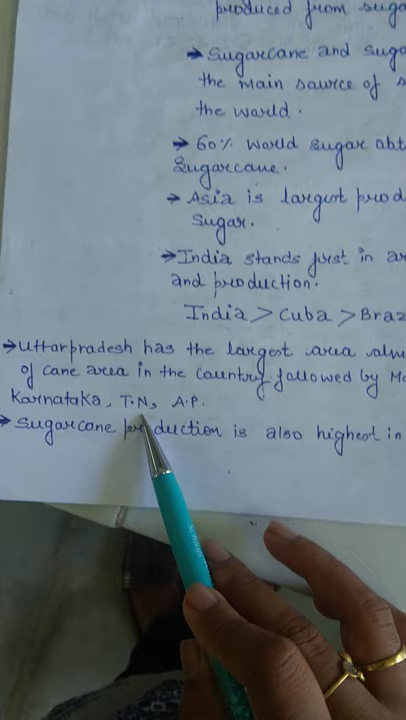 produced from suga
→ Sugarcane and suga
the main source of s
the world.
→ 60% world sugar obt
Sugarcane.
→ Asia is largest prod
Sugar.
→ India stands first in ar
and production.
India > Cuba > Braz
→ Uttarpradesh has the largest area alm
of cane area in the country followed by Ma
Karnataka, T.N, A.P.
→ Sugarcane production is also highest in